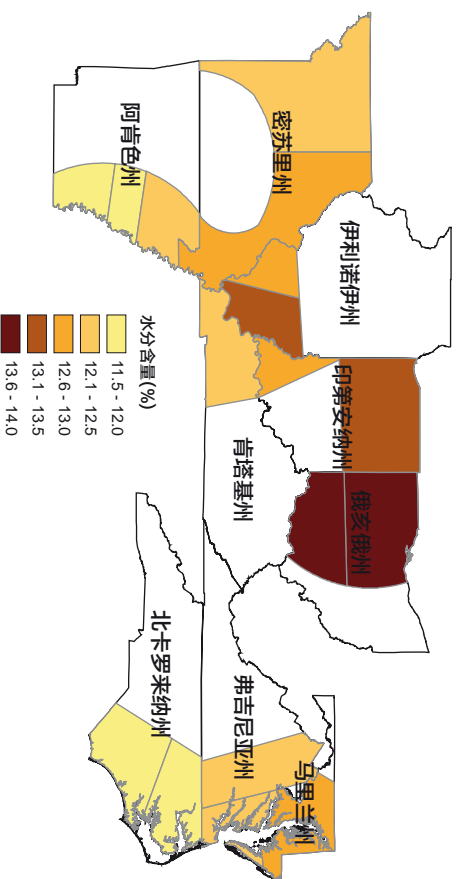 密苏里州
伊利诺伊州
阿肯色州
印第安纳州
俄亥俄州
肯塔基州
北卡罗来纳州
弗吉尼亚州
马里兰州
水分含量(%)
11.5 - 12.0
12.1 - 12.5
12.6 - 13.0
13.1 - 13.5
13.6 - 14.0